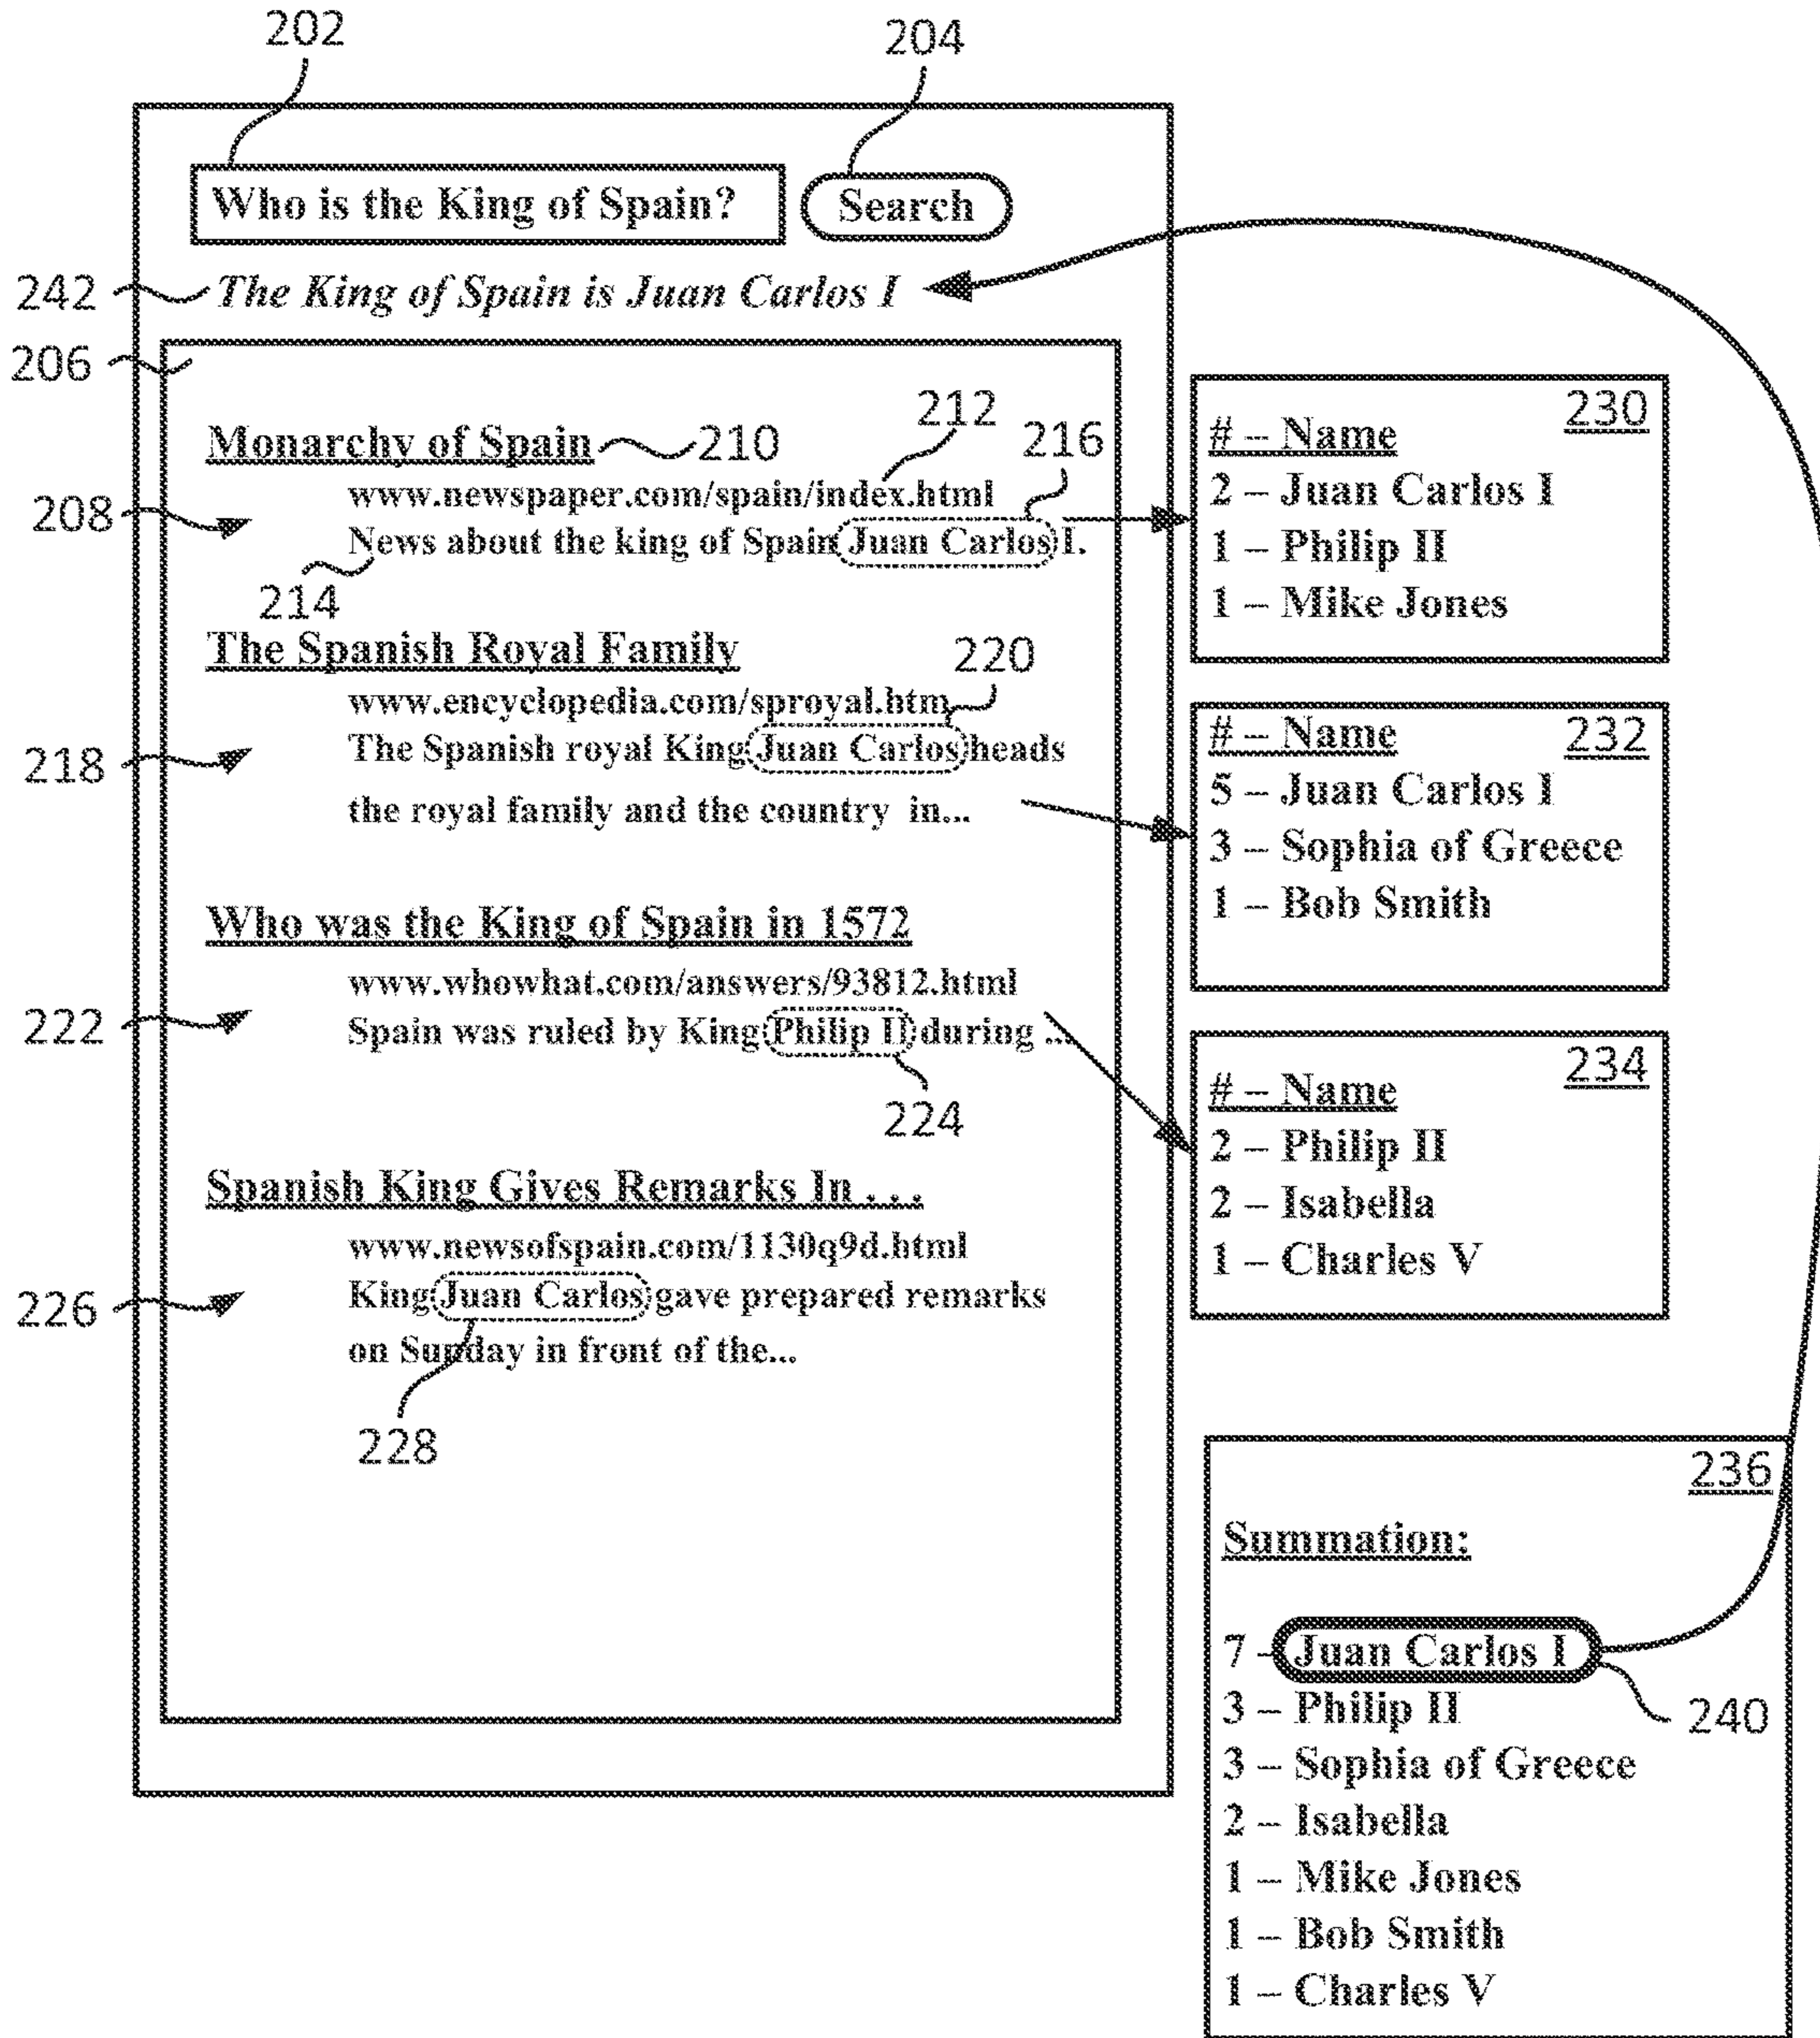 202
204
Who is the King of Spain?
Search
242
The King of Spain is Juan Carlos I
206
Monarchy of Spain
210
212
216
208
www.newspaper.com/spain/index.html
News about the king of Spain Juan Carlos I.
214
The Spanish Royal Family
220
www.encyclopedia.com/sproyal.htm
218
The Spanish royal King Juan Carlos heads
the royal family and the country in...
Who was the King of Spain in 1572
www.whowhat.com/answers/93812.html
222
Spain was ruled by King Philip II during ...
224
Spanish King Gives Remarks In . . .
www.newsofspain.com/1130q9d.html
226
King Juan Carlos gave prepared remarks
on Sunday in front of the...
228
230
# – Name
2 – Juan Carlos I
1 – Philip II
1 – Mike Jones
232
# – Name
5 – Juan Carlos I
3 – Sophia of Greece
1 – Bob Smith
234
# – Name
2 – Philip II
2 – Isabella
1 – Charles V
236
Summation:
7 – Juan Carlos I
240
3 – Philip II
3 – Sophia of Greece
2 – Isabella
1 – Mike Jones
1 – Bob Smith
1 – Charles V